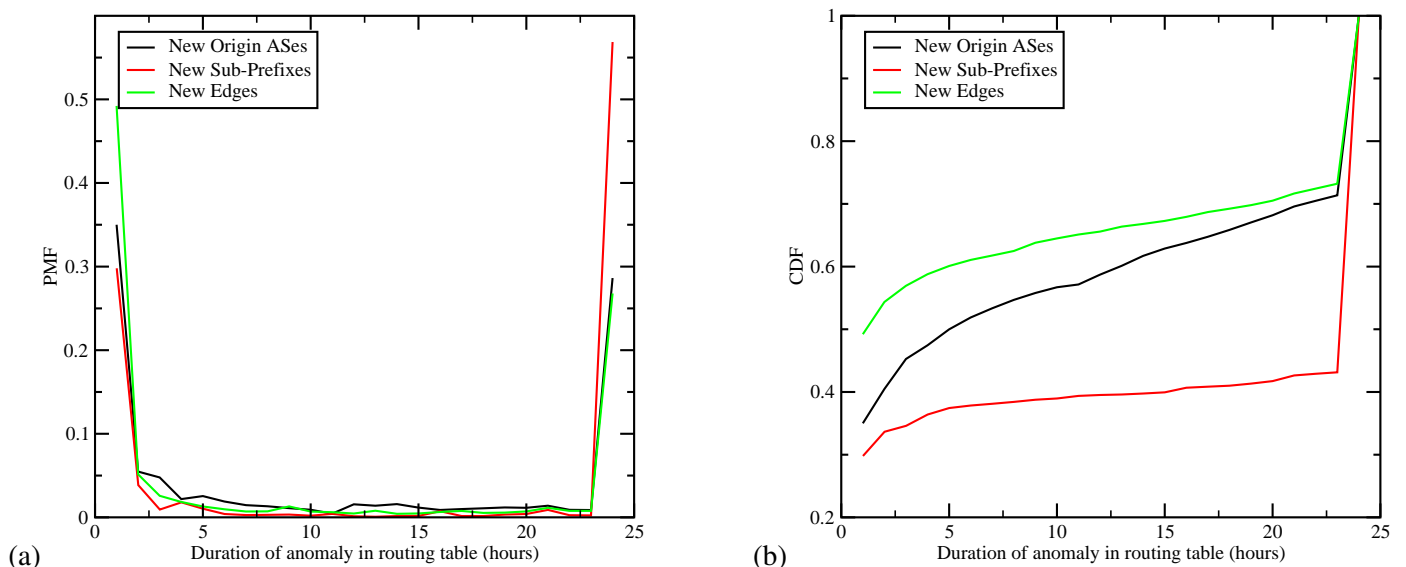 New Origin ASes
New Sub-Prefixes
New Edges
0.5
0.4
0.3
0.2
0.1
0
PMF
0 5 10 15 20 25
Duration of anomaly in routing table (hours)
(a)
New Origin ASes
New Sub-Prefixes
New Edges
1
0.8
0.6
0.4
0.2
CDF
0 5 10 15 20 25
Duration of anomaly in routing table (hours)
(b)